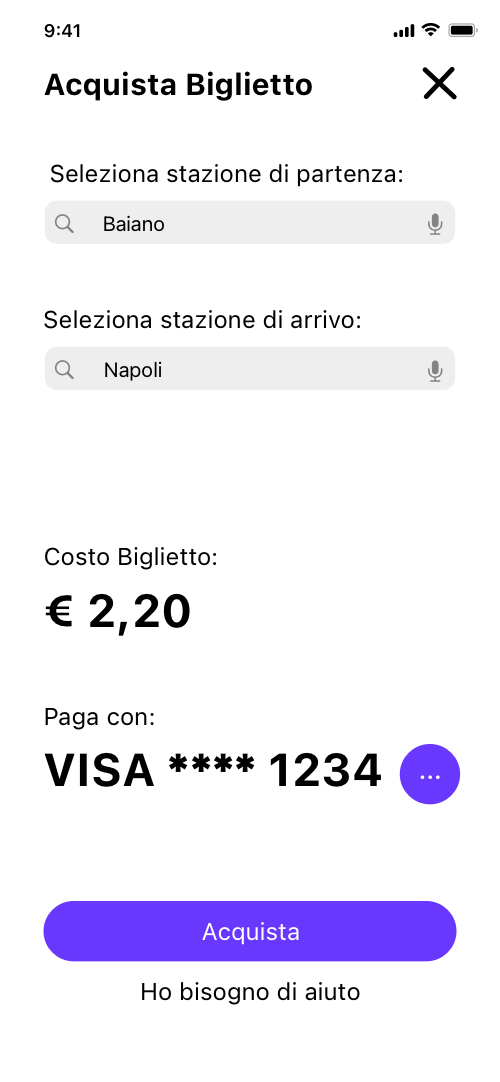 9:41
Acquista Biglietto
Seleziona stazione di partenza:
Baiano
Seleziona stazione di arrivo:
Napoli
Costo Biglietto:
€ 2,20
Paga con:
VISA **** 1234
...
Acquista
Ho bisogno di aiuto